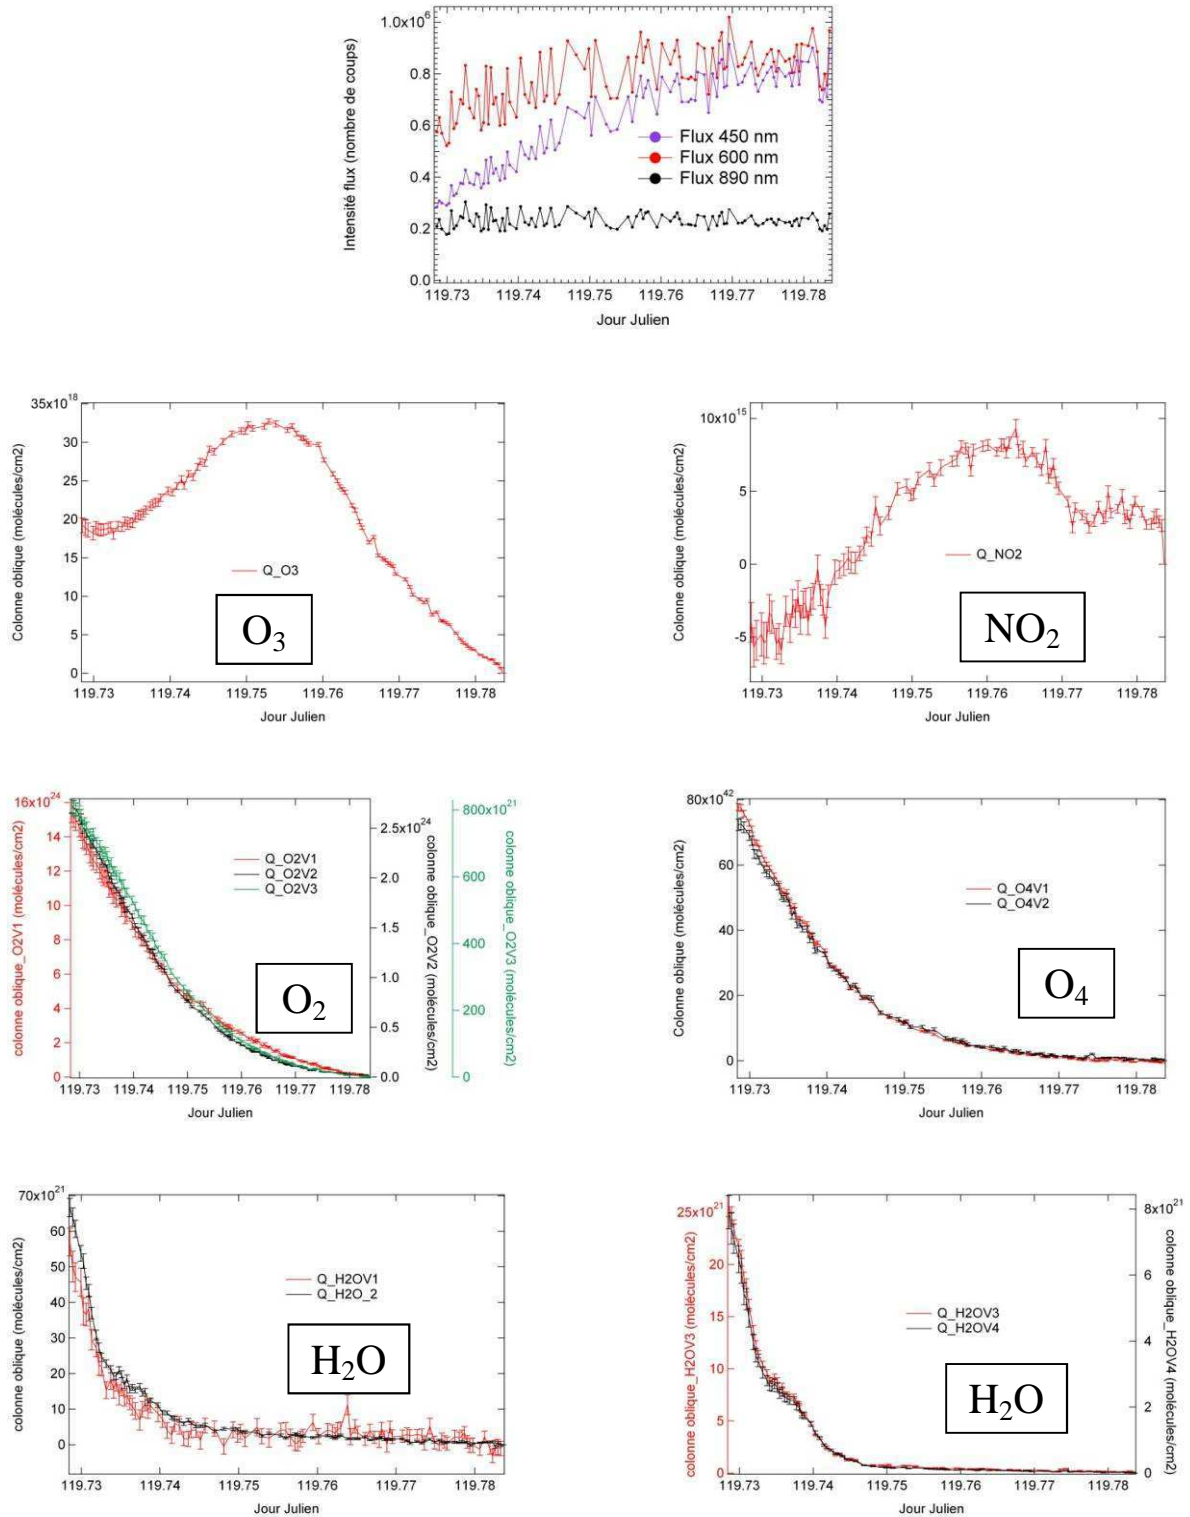 1.0x10⁶
0.8
0.6
0.4
0.2
0.0
Intensité flux (nombre de coups)
Flux 450 nm
Flux 600 nm
Flux 890 nm
119.73 119.74 119.75 119.76 119.77 119.78
Jour Julien
35x10¹⁸
30
25
20
15
10
5
0
Colonne oblique (molécules/cm2)
Q_O3
O₃
119.73 119.74 119.75 119.76 119.77 119.78
Jour Julien
10x10¹⁵
5
0
-5
Colonne oblique (molécules/cm2)
Q_NO2
NO₂
119.73 119.74 119.75 119.76 119.77 119.78
Jour Julien
16x10²⁴
14
12
10
8
6
4
2
0
colonne oblique_O2V1 (molécules/cm2)
Q_O2V1
Q_O2V2
Q_O2V3
O₂
2.5x10²⁴
2.0
1.5
1.0
0.5
0.0
colonne oblique_O2V2 (molécules/cm2)
800x10²¹
600
400
200
0
colonne oblique_O2V3 (molécules/cm2)
119.73 119.74 119.75 119.76 119.77 119.78
Jour Julien
80x10⁴²
60
40
20
0
Colonne oblique (molécules/cm2)
Q_O4V1
Q_O4V2
O₄
119.73 119.74 119.75 119.76 119.77 119.78
Jour Julien
70x10²¹
60
50
40
30
20
10
0
colonne oblique (molécules/cm2)
Q_H2OV1
Q_H2O_2
H₂O
119.73 119.74 119.75 119.76 119.77 119.78
Jour Julien
25x10²¹
20
15
10
5
0
colonne oblique_H2OV3 (molécules/cm2)
Q_H2OV3
Q_H2OV4
H₂O
8x10²¹
6
4
2
0
colonne oblique_H2OV4 (molécules/cm2)
119.73 119.74 119.75 119.76 119.77 119.78
Jour Julien